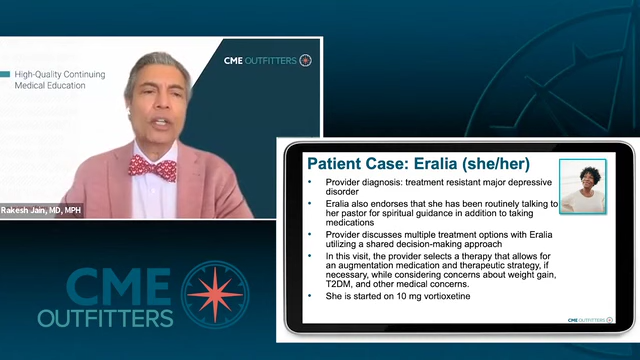 High-Quality Continuing
Medical Education
CME OUTFITTERS
Rakesh Jain, MD, MPH
CME
OUTFITTERS
Patient Case: Eralia (she/her)
• Provider diagnosis: treatment resistant major depressive
disorder
• Eralia also endorses that she has been routinely talking to
her pastor for spiritual guidance in addition to taking
medications
• Provider discusses multiple treatment options with Eralia
utilizing a shared decision-making approach
• In this visit, the provider selects a therapy that allows for
an augmentation medication and therapeutic strategy, if
necessary, while considering concerns about weight gain,
T2DM, and other medical concerns.
• She is started on 10 mg vortioxetine
CME OUTFITTERS